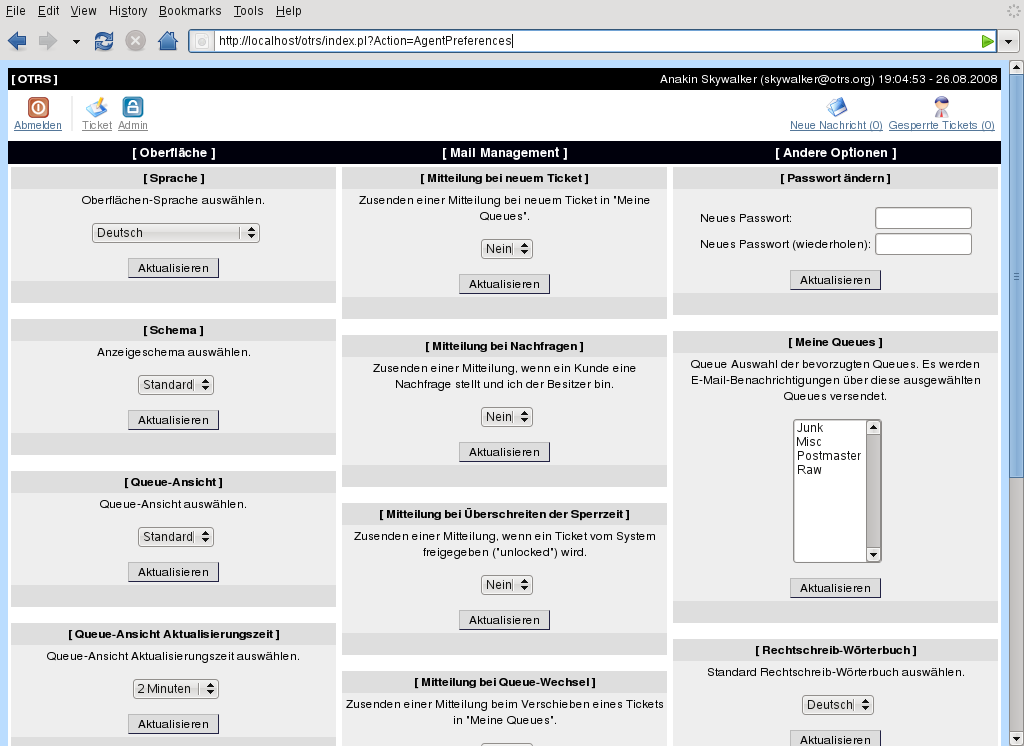 File Edit View History Bookmarks Tools Help
http://localhost/otrs/index.pl?Action=AgentPreferences
[ OTRS ] Anakin Skywalker (skywalker@otrs.org) 19:04:53 - 26.08.2008
Abmelden Ticket Admin Neue Nachricht (0) Gesperrte Tickets (0)
[ Oberfläche ] [ Mail Management ] [ Andere Optionen ]
[ Sprache ]
Oberflächen-Sprache auswählen.
Deutsch
Aktualisieren
[ Schema ]
Anzeigeschema auswählen.
Standard
Aktualisieren
[ Queue-Ansicht ]
Queue-Ansicht auswählen.
Standard
Aktualisieren
[ Queue-Ansicht Aktualisierungszeit ]
Queue-Ansicht Aktualisierungszeit auswählen.
2 Minuten
Aktualisieren
[ Mitteilung bei neuem Ticket ]
Zusenden einer Mitteilung bei neuem Ticket in "Meine
Queues".
Nein
Aktualisieren
[ Mitteilung bei Nachfragen ]
Zusenden einer Mitteilung, wenn ein Kunde eine
Nachfrage stellt und ich der Besitzer bin.
Nein
Aktualisieren
[ Mitteilung bei Überschreiten der Sperrzeit ]
Zusenden einer Mitteilung, wenn ein Ticket vom System
freigegeben ("unlocked") wird.
Nein
Aktualisieren
[ Mitteilung bei Queue-Wechsel ]
Zusenden einer Mitteilung beim Verschieben eines Tickets
in "Meine Queues".
[ Passwort ändern ]
Neues Passwort:
Neues Passwort (wiederholen):
Aktualisieren
[ Meine Queues ]
Queue Auswahl der bevorzugten Queues. Es werden
E-Mail-Benachrichtigungen über diese ausgewählten
Queues versendet.
Junk
Misc
Postmaster
Raw
Aktualisieren
[ Rechtschreib-Wörterbuch ]
Standard Rechtschreib-Wörterbuch auswählen.
Deutsch
Aktualisieren